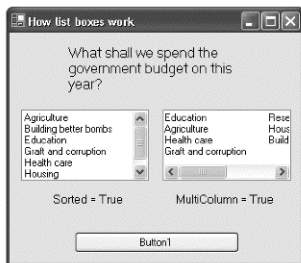 How list boxes work
What shall we spend the
government budget on this
year?
Agriculture
Building better bombs
Education
Graft and corruption
Health care
Housing
Education Rese
Agriculture Hous
Health care Build
Graft and corruption
Sorted = True
MultiColumn = True
Button1